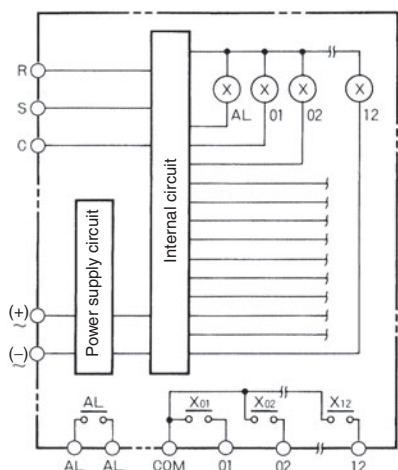 R
S
C
X X X X
AL 01 02 12
Internal circuit
Power supply circuit
(+)
~
(−)
~
AL X01 X02 X12
AL AL COM 01 02 12